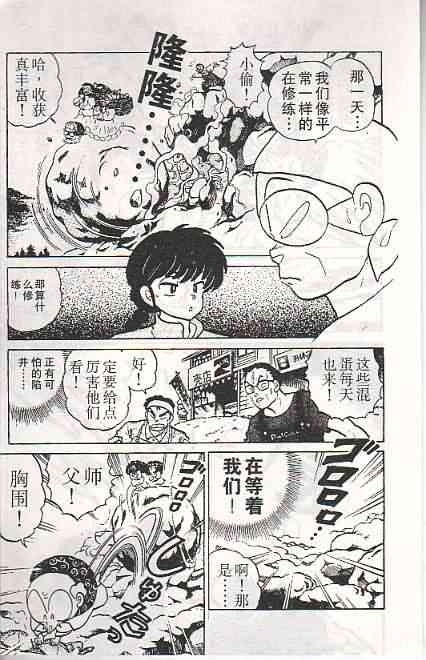 那一天…
我们像平
常一样的
在修练…
小偷！
隆隆
隆……
哈，收获
真丰富！
那算什
么修
练！
这些混
蛋每天
也来！
好！一
定要给点
厉害他们
看！
正有可
怕的陷
井……
ゴロゴロ…
在等着
我们！
啊！那
是……
师
父！
胸围！